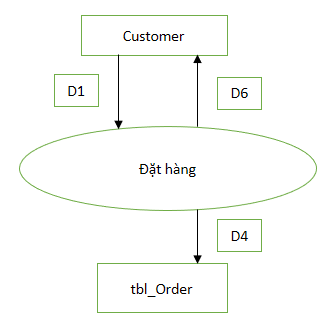 Customer
D1
D6
Đặt hàng
D4
tbl_Order